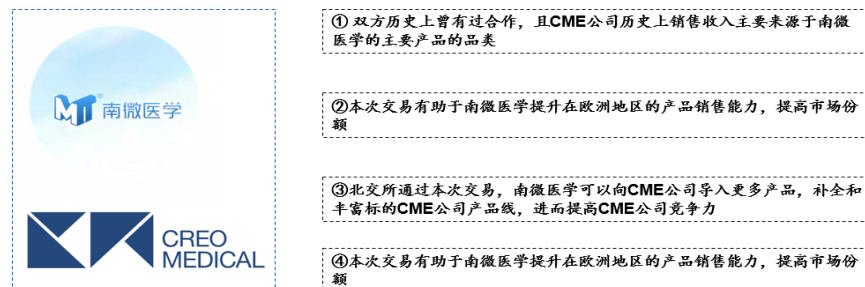 MT 南微医学
CREO
MEDICAL
① 双方历史上曾有过合作，且CME公司历史上销售收入主要来源于南微
医学的主要产品的品类
②本次交易有助于南微医学提升在欧洲地区的产品销售能力，提高市场份
额
③北交所通过本次交易，南微医学可以向CME公司导入更多产品，补全和
丰富标的CME公司产品线，进而提高CME公司竞争力
④本次交易有助于南微医学提升在欧洲地区的产品销售能力，提高市场份
额